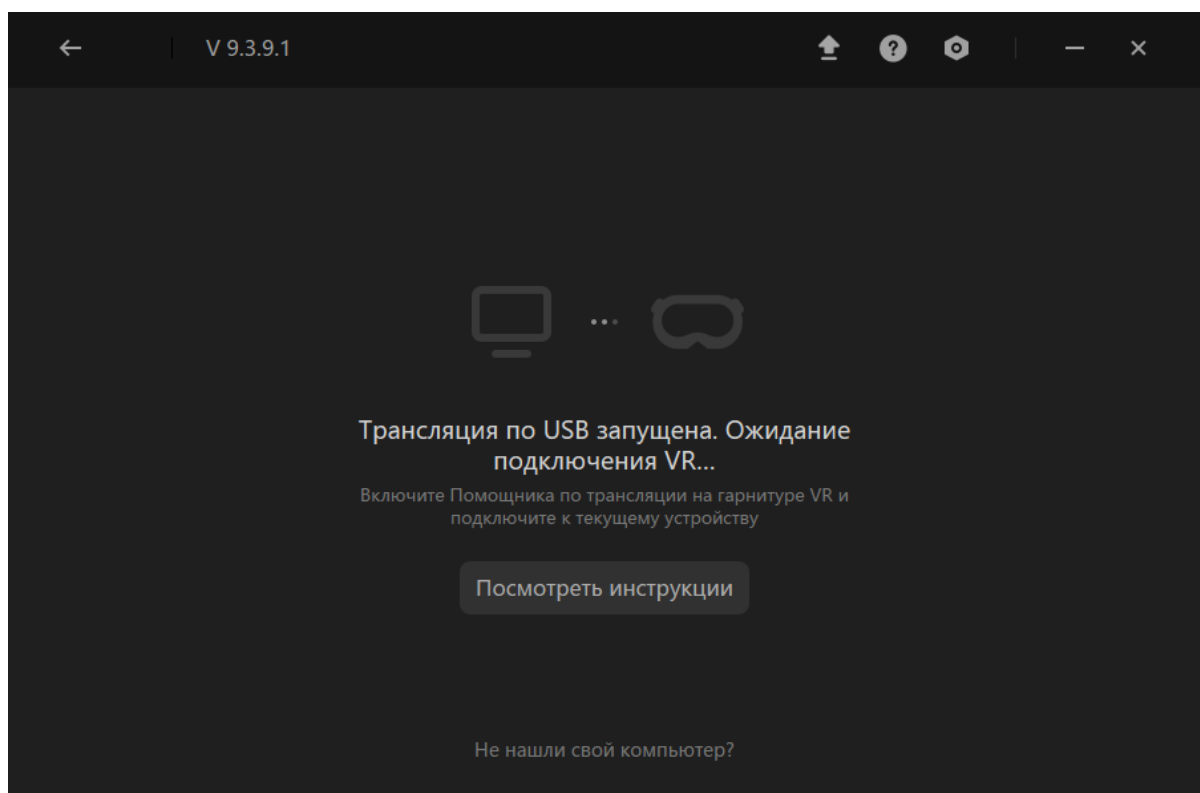 V 9.3.9.1
Трансляция по USB запущена. Ожидание
подключения VR...
Включите Помощника по трансляции на гарнитуре VR и
подключите к текущему устройству
Посмотреть инструкции
Не нашли свой компьютер?